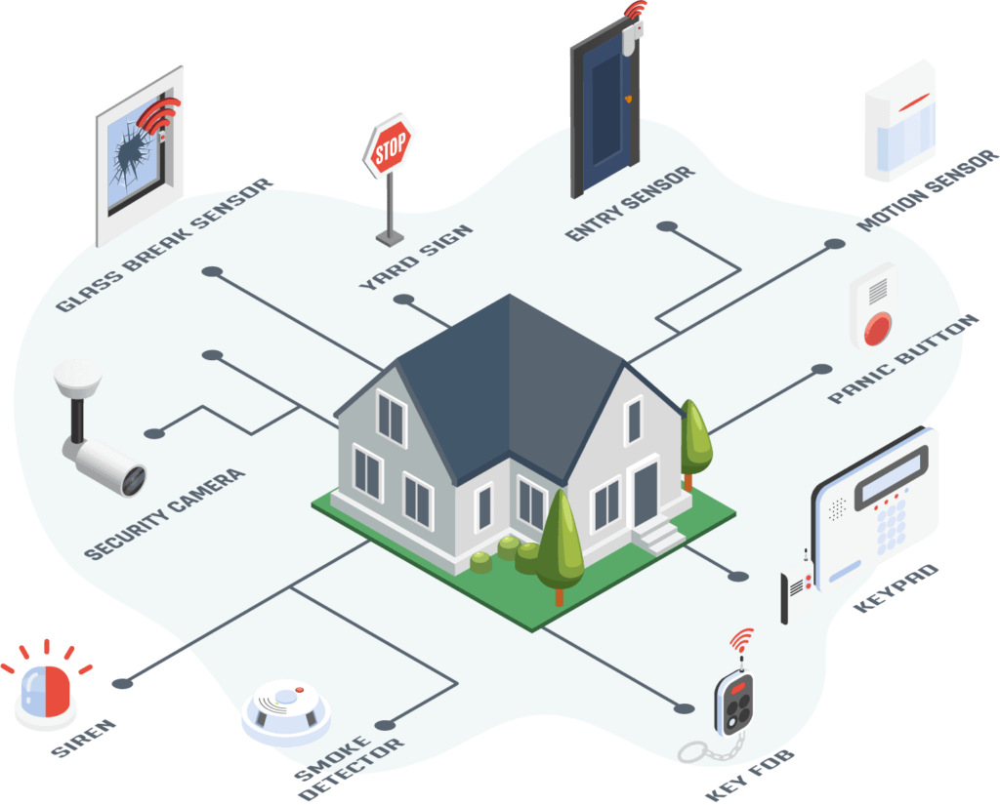 GLASS BREAK SENSOR
STOP
YARD SIGN
ENTRY SENSOR
MOTION SENSOR
PANIC BUTTON
SECURITY CAMERA
KEYPAD
SIREN
SMOKE
DETECTOR
KEY FOB